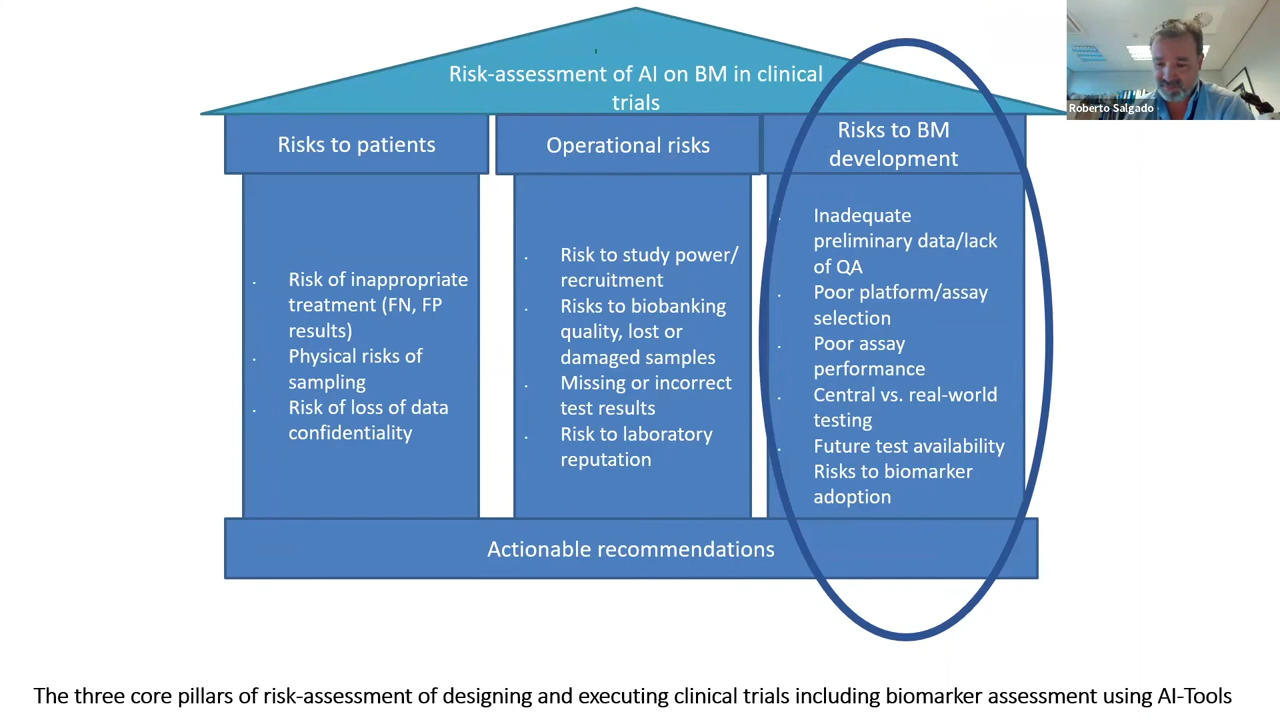 Risk-assessment of AI on BM in clinical
trials
Roberto Salgado
Risks to patients
Operational risks
Risks to BM
development
· Risk of inappropriate
treatment (FN, FP
results)
· Physical risks of
sampling
· Risk of loss of data
confidentiality
· Risk to study power/
recruitment
· Risks to biobanking
quality, lost or
damaged samples
· Missing or incorrect
test results
· Risk to laboratory
reputation
· Inadequate
preliminary data/lack
of QA
· Poor platform/assay
selection
· Poor assay
performance
· Central vs. real-world
testing
· Future test availability
Risks to biomarker
adoption
Actionable recommendations
The three core pillars of risk-assessment of designing and executing clinical trials including biomarker assessment using AI-Tools